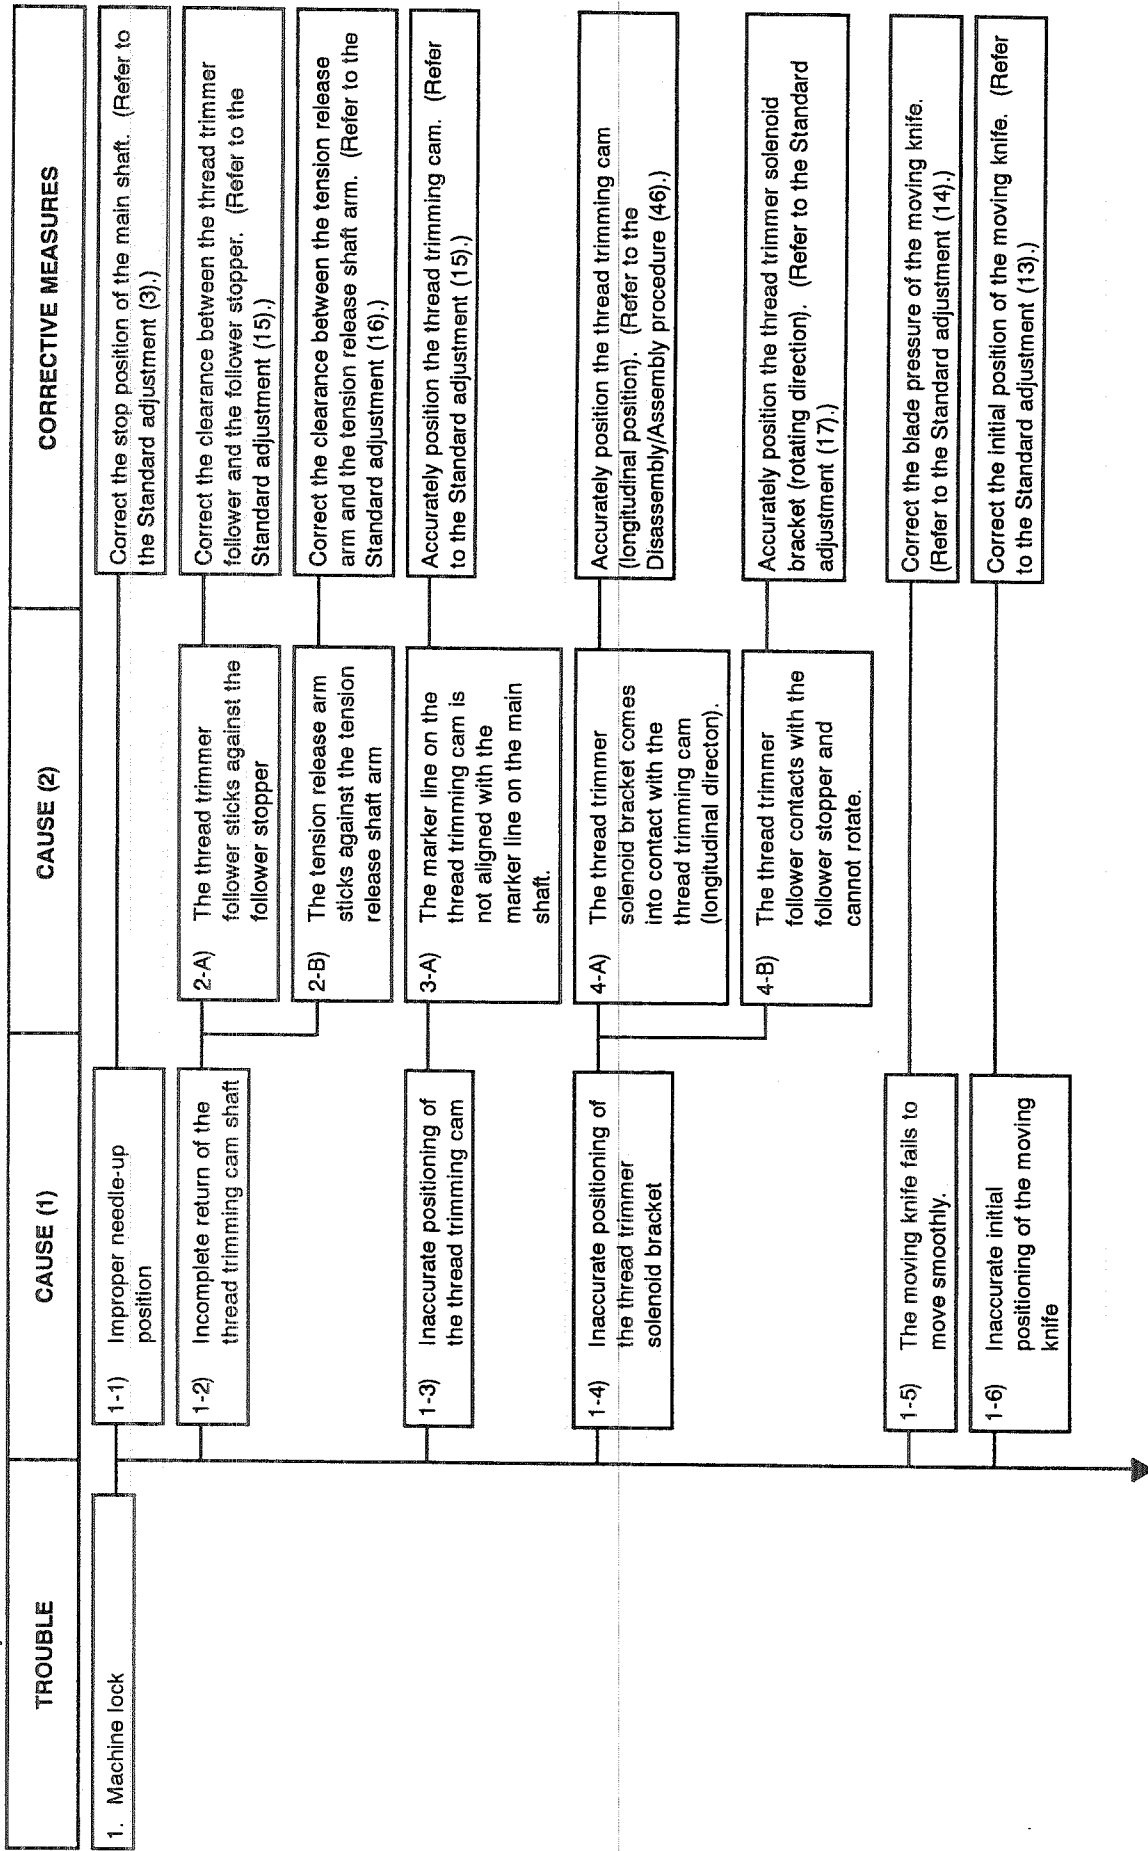 TROUBLE
CAUSE (1)
CAUSE (2)
CORRECTIVE MEASURES
1. Machine lock
1-1) Improper needle-up
position
Correct the stop position of the main shaft. (Refer to
the Standard adjustment (3).)
1-2) Incomplete return of the
thread trimming cam shaft
2-A) The thread trimmer
follower sticks against the
follower stopper
Correct the clearance between the thread trimmer
follower and the follower stopper. (Refer to the
Standard adjustment (15).)
2-B) The tension release arm
sticks against the tension
release shaft arm
Correct the clearance between the tension release
arm and the tension release shaft arm. (Refer to the
Standard adjustment (16).)
1-3) Inaccurate positioning of
the thread trimming cam
3-A) The marker line on the
thread trimming cam is
not aligned with the
marker line on the main
shaft.
Accurately position the thread trimming cam. (Refer
to the Standard adjustment (15).)
1-4) Inaccurate positioning of
the thread trimmer
solenoid bracket
4-A) The thread trimmer
solenoid bracket comes
into contact with the
thread trimming cam
(longitudinal directon).
Accurately position the thread trimming cam
(longitudinal position). (Refer to the
Disassembly/Assembly procedure (46).)
4-B) The thread trimmer
follower contacts with the
follower stopper and
cannot rotate.
Accurately position the thread trimmer solenoid
bracket (rotating direction). (Refer to the Standard
adjustment (17).)
1-5) The moving knife fails to
move smoothly.
Correct the blade pressure of the moving knife.
(Refer to the Standard adjustment (14).)
1-6) Inaccurate initial
positioning of the moving
knife
Correct the initial position of the moving knife. (Refer
to the Standard adjustment (13).)